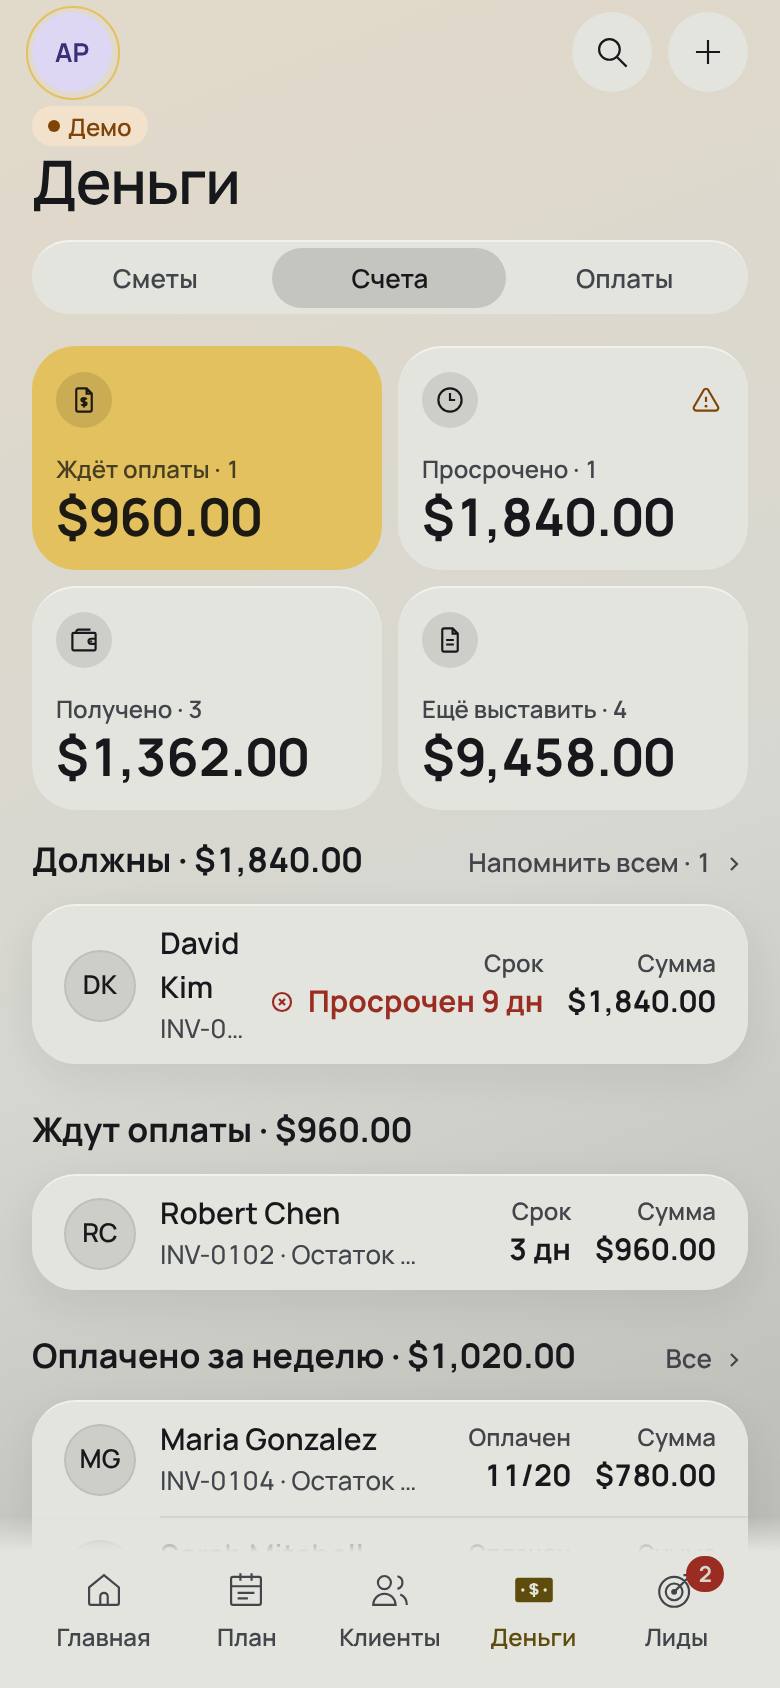 AP
Демо
Деньги
Сметы Счета Оплаты
Ждёт оплаты · 1
$960.00
Просрочено · 1
$1,840.00
Получено · 3
$1,362.00
Ещё выставить · 4
$9,458.00
Должны · $1,840.00 Напомнить всем · 1
DK
David
Kim
INV-0...
Срок
Просрочен 9 дн
Сумма
$1,840.00
Ждут оплаты · $960.00
RC
Robert Chen
INV-0102 · Остаток ...
Срок
3 дн
Сумма
$960.00
Оплачено за неделю · $1,020.00 Все
MG
Maria Gonzalez
INV-0104 · Остаток ...
Оплачен
11/20
Сумма
$780.00
2
Главная План Клиенты Деньги Лиды